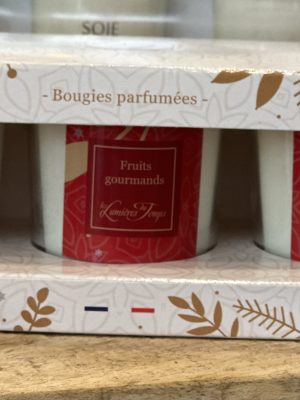 SOIE
- Bougies parfumées -
Fruits
gourmands
les Lumières du Temps